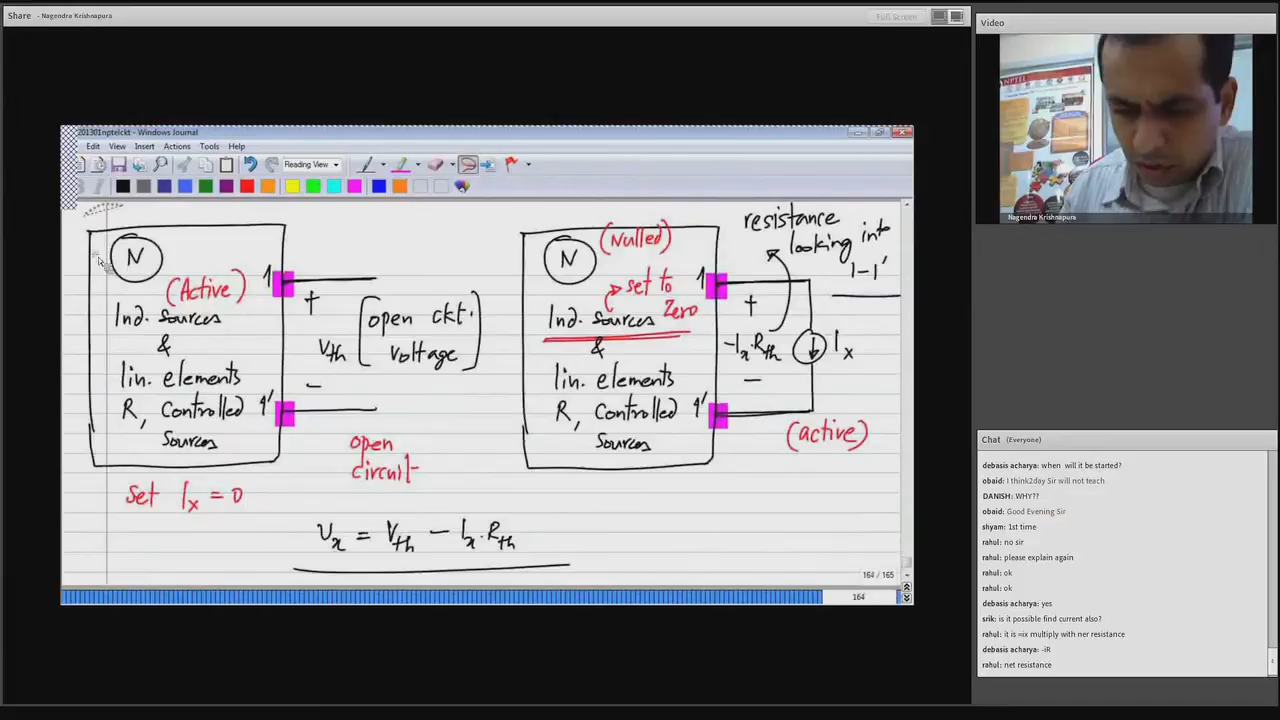 Share - Nagendra Krishnapura
Full Screen
Video
NPTEL
Nagendra Krishnapura
201301nptelckt - Windows Journal
Edit View Insert Actions Tools Help
Reading View
N
(Active)
Ind. Sources
&
lin. elements
R, Controlled
Sources
1
1'
+
Vth
-
[open ckt. voltage]
open
circuit
Set Ix = 0
N
(Nulled)
set to
Zero
Ind. Sources
&
lin. elements
R, Controlled
Sources
1
1'
+
-Ix.Rth
-
Ix
(active)
resistance
looking into
1-1'
Vx = Vth - Ix.Rth
164 / 165
164
Chat (Everyone)
debasis acharya: when will it be started?
obaid: I think2day Sir will not teach
DANISH: WHY??
obaid: Good Evening Sir
shyam: 1st time
rahul: no sir
rahul: please explain again
rahul: ok
rahul: ok
debasis acharya: yes
srik: is it possible find current also?
rahul: it is =ix multiply with ner resistance
debasis acharya: -iR
rahul: net resistance